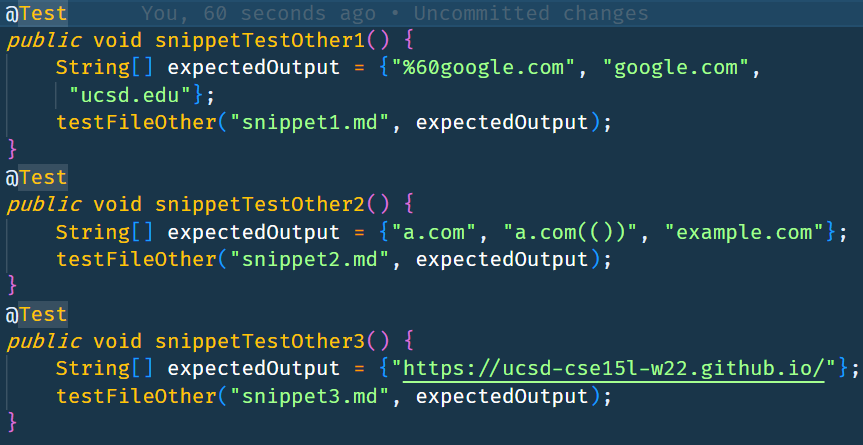 @Test You, 60 seconds ago • Uncommitted changes
public void snippetTestOther1() {
String[] expectedOutput = {"%60google.com", "google.com",
"ucsd.edu"};
testFileOther("snippet1.md", expectedOutput);
}
@Test
public void snippetTestOther2() {
String[] expectedOutput = {"a.com", "a.com(())", "example.com"};
testFileOther("snippet2.md", expectedOutput);
}
@Test
public void snippetTestOther3() {
String[] expectedOutput = {"https://ucsd-cse15l-w22.github.io/"};
testFileOther("snippet3.md", expectedOutput);
}